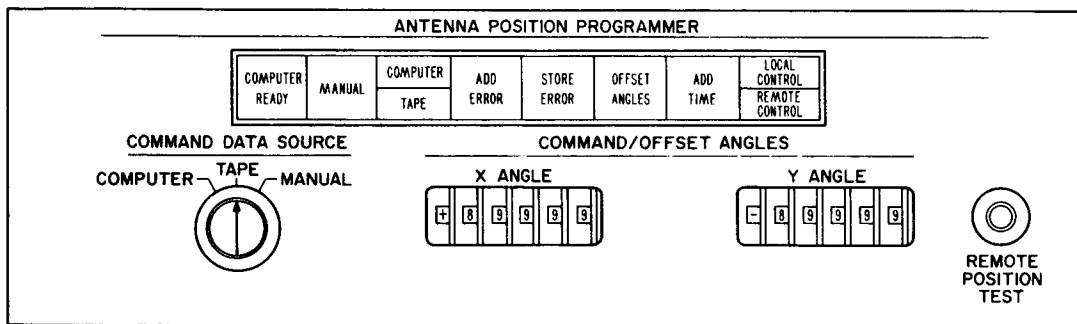 ANTENNA POSITION PROGRAMMER
COMPUTER READY
MANUAL
COMPUTER
TAPE
ADD ERROR
STORE ERROR
OFFSET ANGLES
ADD TIME
LOCAL CONTROL
REMOTE CONTROL
COMMAND DATA SOURCE
COMPUTER
TAPE
MANUAL
COMMAND/OFFSET ANGLES
X ANGLE
+ 8 9 9 9 9
Y ANGLE
- 8 9 9 9 9
REMOTE
POSITION
TEST